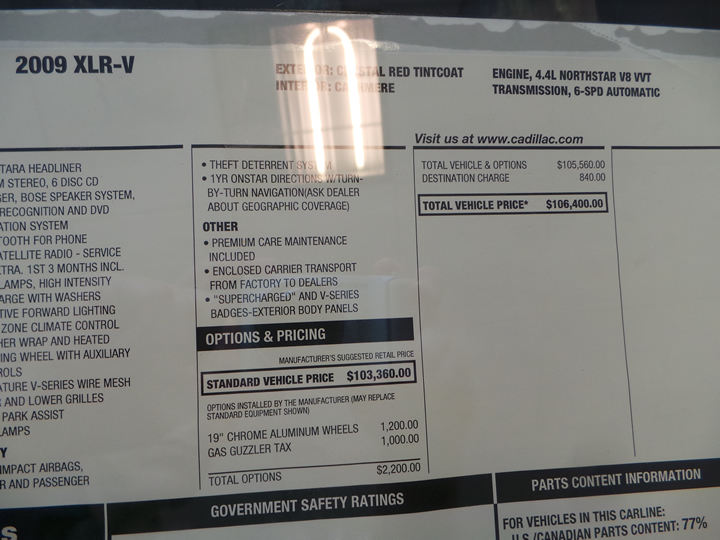 2009 XLR-V
EXTERIOR: CRYSTAL RED TINTCOAT
INTERIOR: CASHMERE
ENGINE, 4.4L NORTHSTAR V8 VVT
TRANSMISSION, 6-SPD AUTOMATIC
TARA HEADLINER
M STEREO, 6 DISC CD
GER, BOSE SPEAKER SYSTEM,
RECOGNITION AND DVD
ATION SYSTEM
TOOTH FOR PHONE
ATELLITE RADIO - SERVICE
TRA. 1ST 3 MONTHS INCL.
LAMPS, HIGH INTENSITY
ARGE WITH WASHERS
TIVE FORWARD LIGHTING
ZONE CLIMATE CONTROL
HER WRAP AND HEATED
ING WHEEL WITH AUXILIARY
ROLS
ATURE V-SERIES WIRE MESH
R AND LOWER GRILLES
PARK ASSIST
LAMPS
Y
IMPACT AIRBAGS,
R AND PASSENGER
S
• THEFT DETERRENT SYSTEM
• 1YR ONSTAR DIRECTIONS W/TURN-
BY-TURN NAVIGATION(ASK DEALER
ABOUT GEOGRAPHIC COVERAGE)
OTHER
• PREMIUM CARE MAINTENANCE
INCLUDED
• ENCLOSED CARRIER TRANSPORT
FROM FACTORY TO DEALERS
• "SUPERCHARGED" AND V-SERIES
BADGES-EXTERIOR BODY PANELS
OPTIONS & PRICING
MANUFACTURER'S SUGGESTED RETAIL PRICE
STANDARD VEHICLE PRICE $103,360.00
OPTIONS INSTALLED BY THE MANUFACTURER (MAY REPLACE
STANDARD EQUIPMENT SHOWN)
19" CHROME ALUMINUM WHEELS 1,200.00
GAS GUZZLER TAX 1,000.00
TOTAL OPTIONS $2,200.00
Visit us at www.cadillac.com
TOTAL VEHICLE & OPTIONS $105,560.00
DESTINATION CHARGE 840.00
TOTAL VEHICLE PRICE* $106,400.00
GOVERNMENT SAFETY RATINGS
PARTS CONTENT INFORMATION
FOR VEHICLES IN THIS CARLINE:
U.S./CANADIAN PARTS CONTENT: 77%